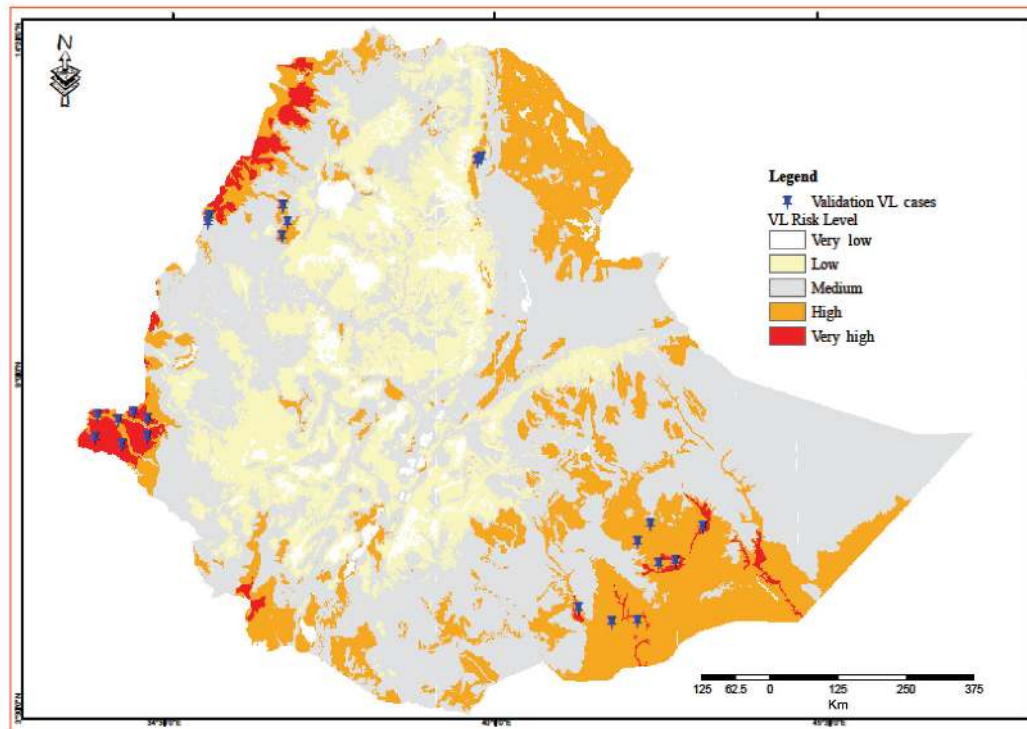 N
Legend
Validation VL cases
VL Risk Level
Very low
Low
Medium
High
Very high
125 62.5 0 125 250 375
Km